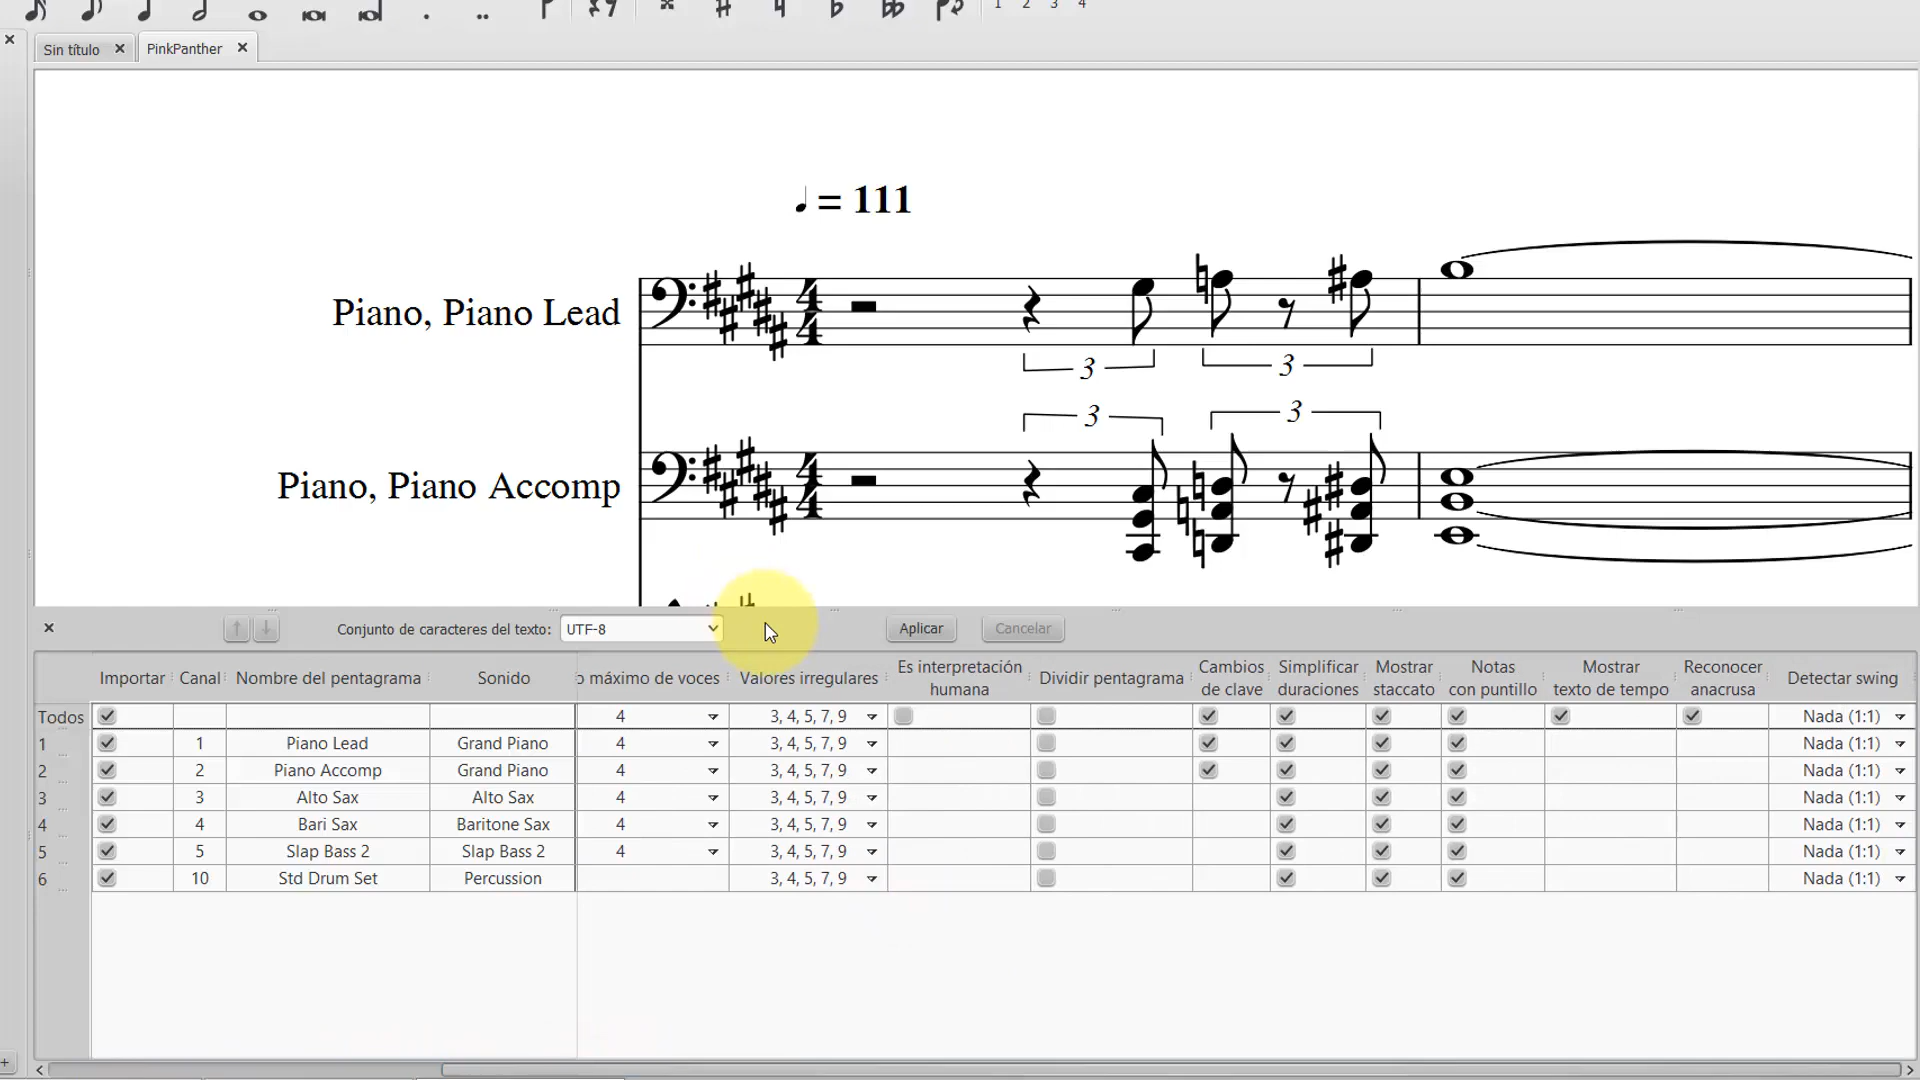 1 2 3 4
Sin título
PinkPanther
= 111
Piano, Piano Lead
3 3
3 3
Piano, Piano Accomp
Conjunto de caracteres del texto: UTF-8 Aplicar Cancelar
Importar Canal Nombre del pentagrama Sonido o máximo de voces Valores irregulares Es interpretación humana Dividir pentagrama Cambios de clave Simplificar duraciones Mostrar staccato Notas con puntillo Mostrar texto de tempo Reconocer anacrusa Detectar swing
Todos 4 3, 4, 5, 7, 9 Nada (1:1)
1 1 Piano Lead Grand Piano 4 3, 4, 5, 7, 9 Nada (1:1)
2 2 Piano Accomp Grand Piano 4 3, 4, 5, 7, 9 Nada (1:1)
3 3 Alto Sax Alto Sax 4 3, 4, 5, 7, 9 Nada (1:1)
4 4 Bari Sax Baritone Sax 4 3, 4, 5, 7, 9 Nada (1:1)
5 5 Slap Bass 2 Slap Bass 2 4 3, 4, 5, 7, 9 Nada (1:1)
6 10 Std Drum Set Percussion 3, 4, 5, 7, 9 Nada (1:1)